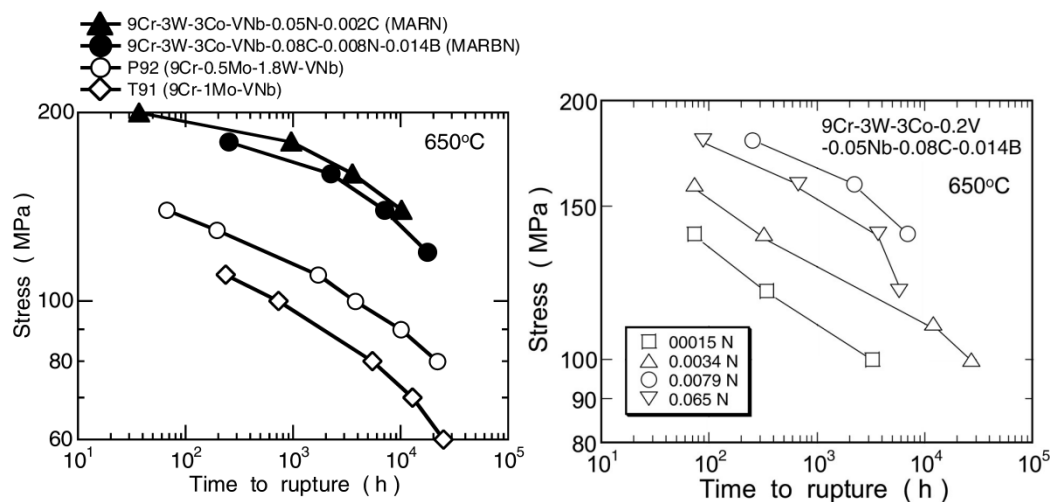 9Cr-3W-3Co-VNb-0.05N-0.002C (MARN)
9Cr-3W-3Co-VNb-0.08C-0.008N-0.014B (MARBN)
P92 (9Cr-0.5Mo-1.8W-VNb)
T91 (9Cr-1Mo-VNb)
650°C
200
100
80
60
Stress ( MPa)
10¹ 10² 10³ 10⁴ 10⁵
Time to rupture ( h )
9Cr-3W-3Co-0.2V
-0.05Nb-0.08C-0.014B
650°C
200
150
100
90
80
Stress ( MPa)
00015 N
0.0034 N
0.0079 N
0.065 N
10¹ 10² 10³ 10⁴ 10⁵
Time to rupture ( h )